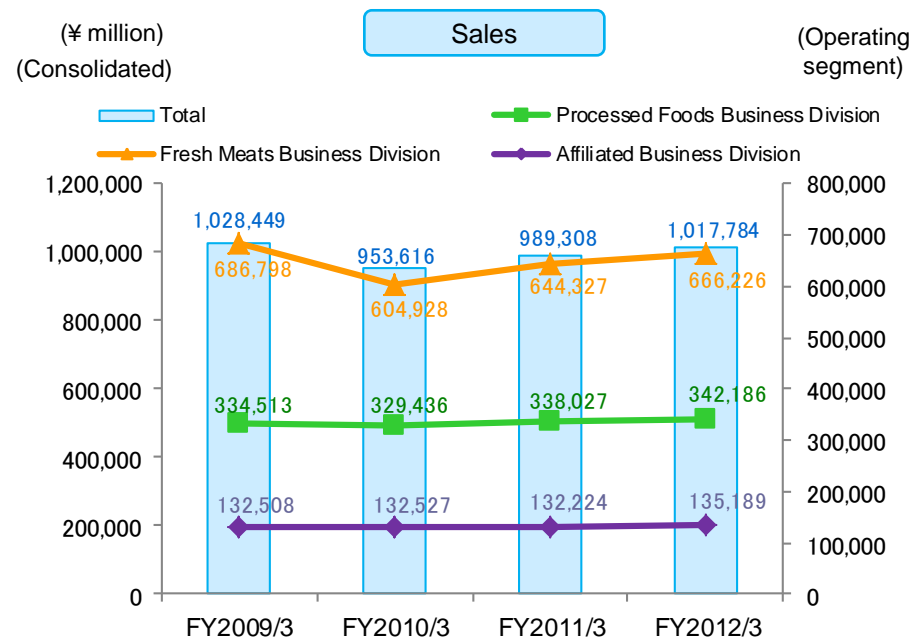 (¥ million)
Sales
(Operating
(Consolidated)
segment)
Total
Processed Foods Business Division
Fresh Meats Business Division
Affiliated Business Division
1,200,000
800,000
1,028,449
953,616
989,308
1,017,784
1,000,000
700,000
686,798
604,928
644,327
666,226
600,000
800,000
500,000
600,000
400,000
334,513
329,436
338,027
342,186
300,000
400,000
200,000
132,508
132,527
132,224
135,189
200,000
100,000
0
0
FY2009/3
FY2010/3
FY2011/3
FY2012/3